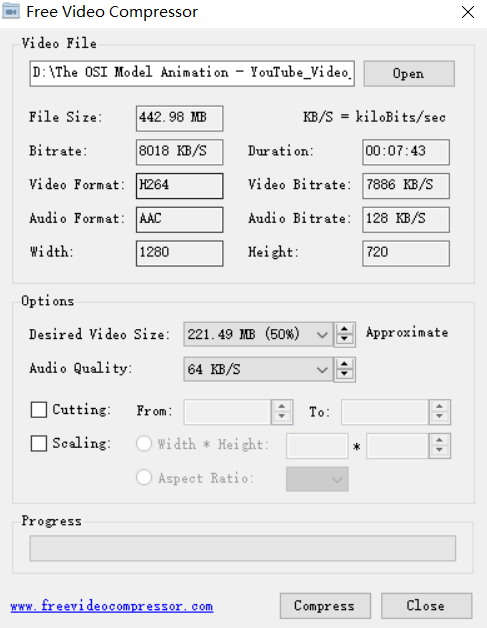 Free Video Compressor
Video File
D:\The OSI Model Animation - YouTube_Video_ Open
File Size: 442.98 MB KB/S = kiloBits/sec
Bitrate: 8018 KB/S Duration: 00:07:43
Video Format: H264 Video Bitrate: 7886 KB/S
Audio Format: AAC Audio Bitrate: 128 KB/S
Width: 1280 Height: 720
Options
Desired Video Size: 221.49 MB (50%) Approximate
Audio Quality: 64 KB/S
Cutting: From: To:
Scaling: Width * Height: *
Aspect Ratio:
Progress
www.freevideocompressor.com Compress Close